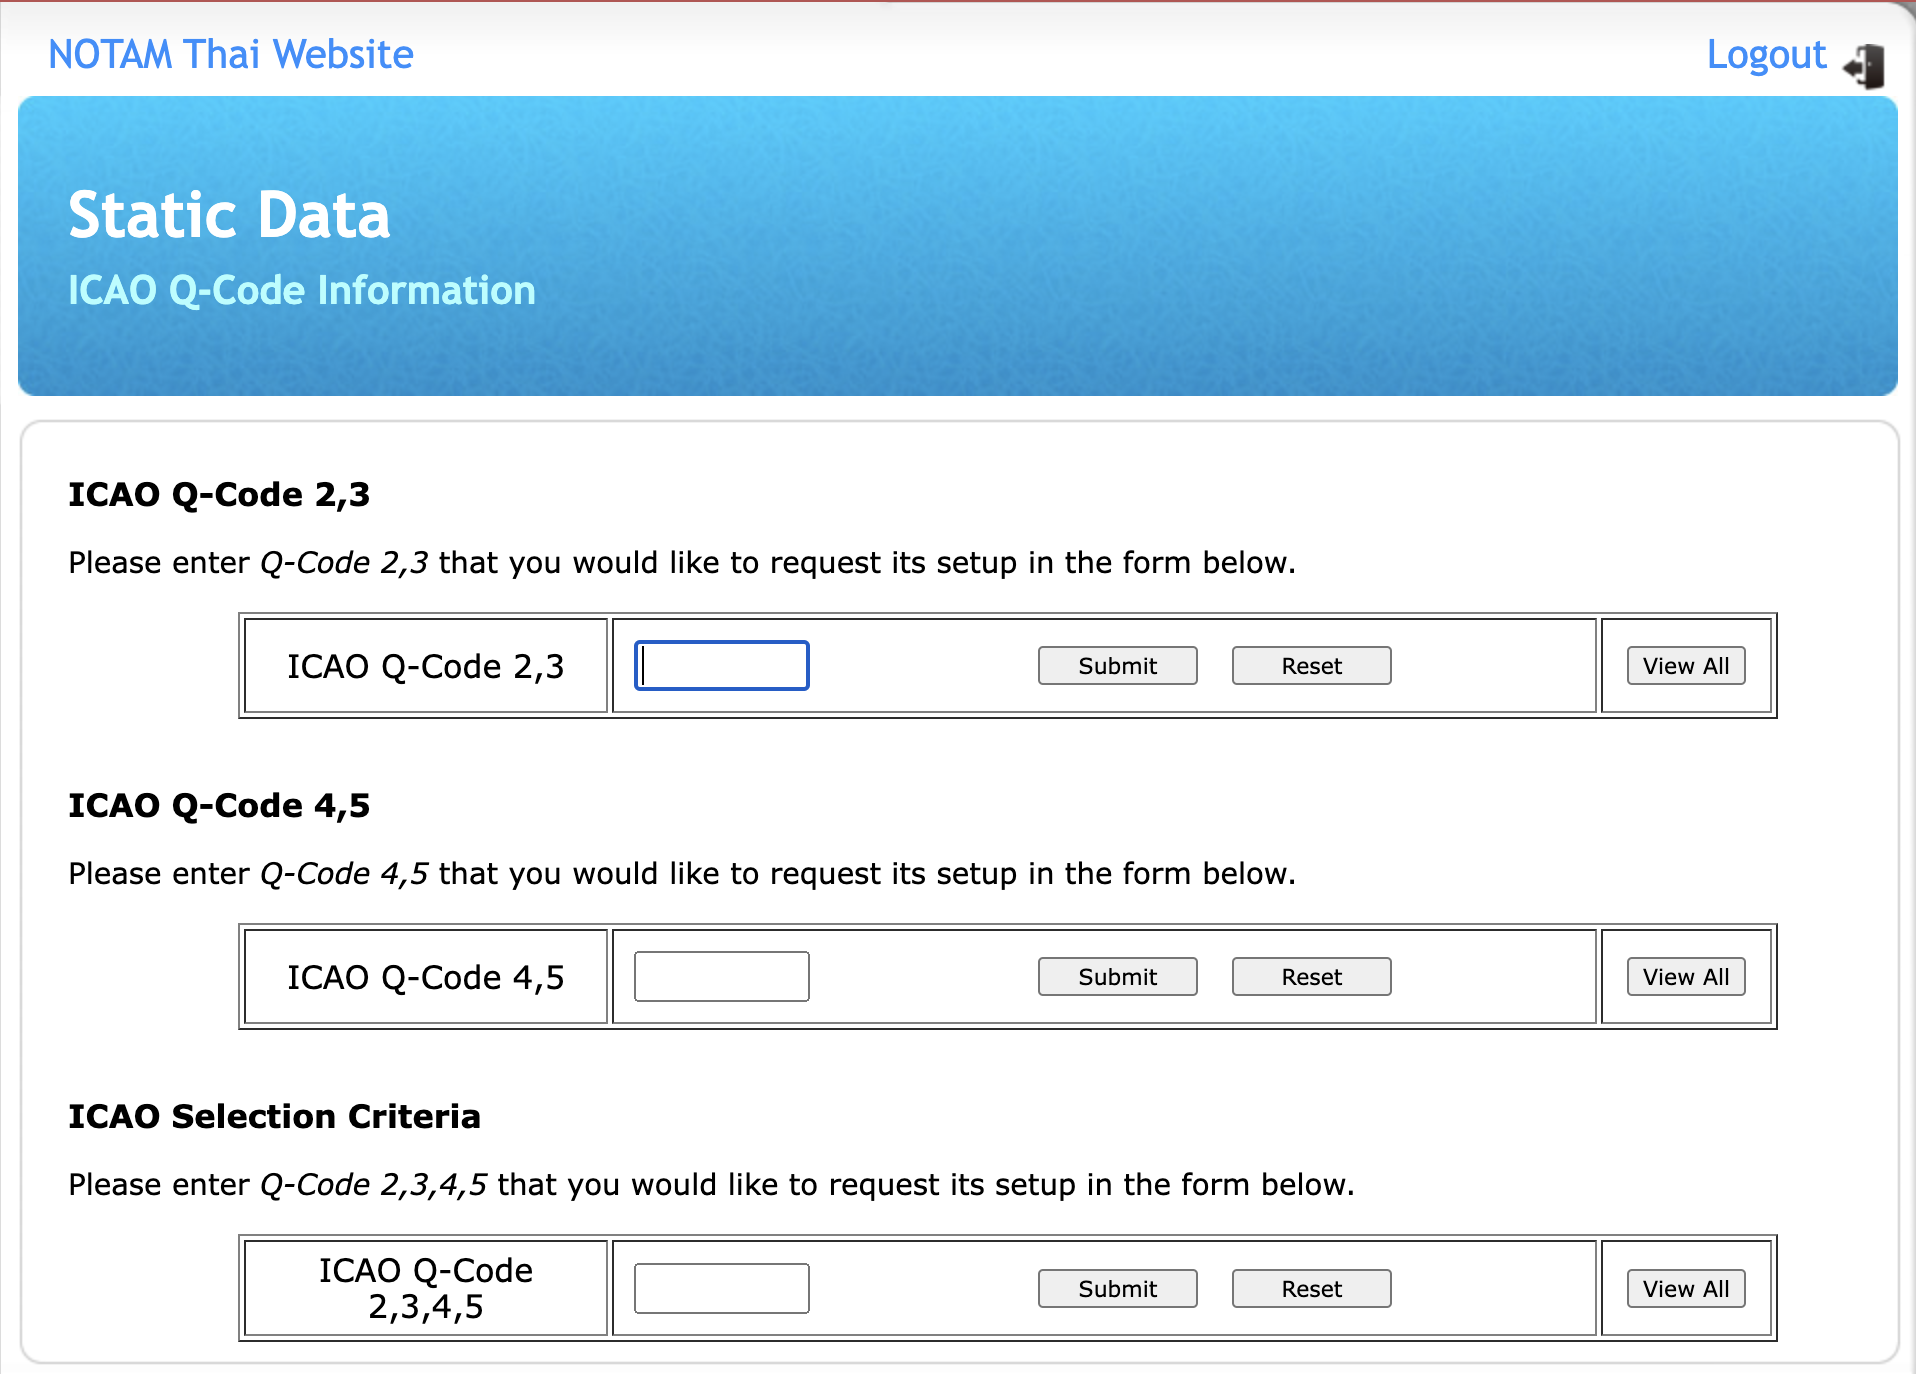 NOTAM Thai Website
Logout
Static Data
ICAO Q-Code Information
ICAO Q-Code 2,3
Please enter Q-Code 2,3 that you would like to request its setup in the form below.
ICAO Q-Code 2,3 Submit Reset View All
ICAO Q-Code 4,5
Please enter Q-Code 4,5 that you would like to request its setup in the form below.
ICAO Q-Code 4,5 Submit Reset View All
ICAO Selection Criteria
Please enter Q-Code 2,3,4,5 that you would like to request its setup in the form below.
ICAO Q-Code
2,3,4,5
Submit Reset View All